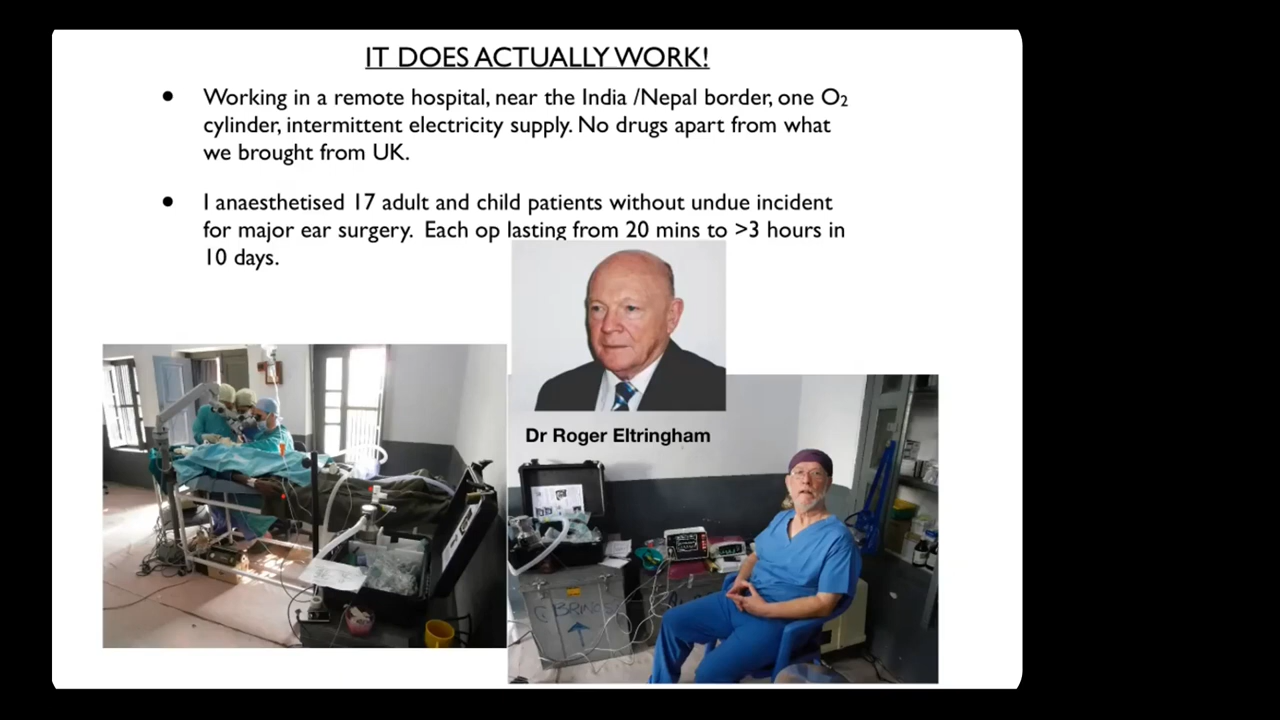 IT DOES ACTUALLY WORK!
• Working in a remote hospital, near the India /Nepal border, one O₂
cylinder, intermittent electricity supply. No drugs apart from what
we brought from UK.
• I anaesthetised 17 adult and child patients without undue incident
for major ear surgery.  Each op lasting from 20 mins to >3 hours in
10 days.
Dr Roger Eltringham